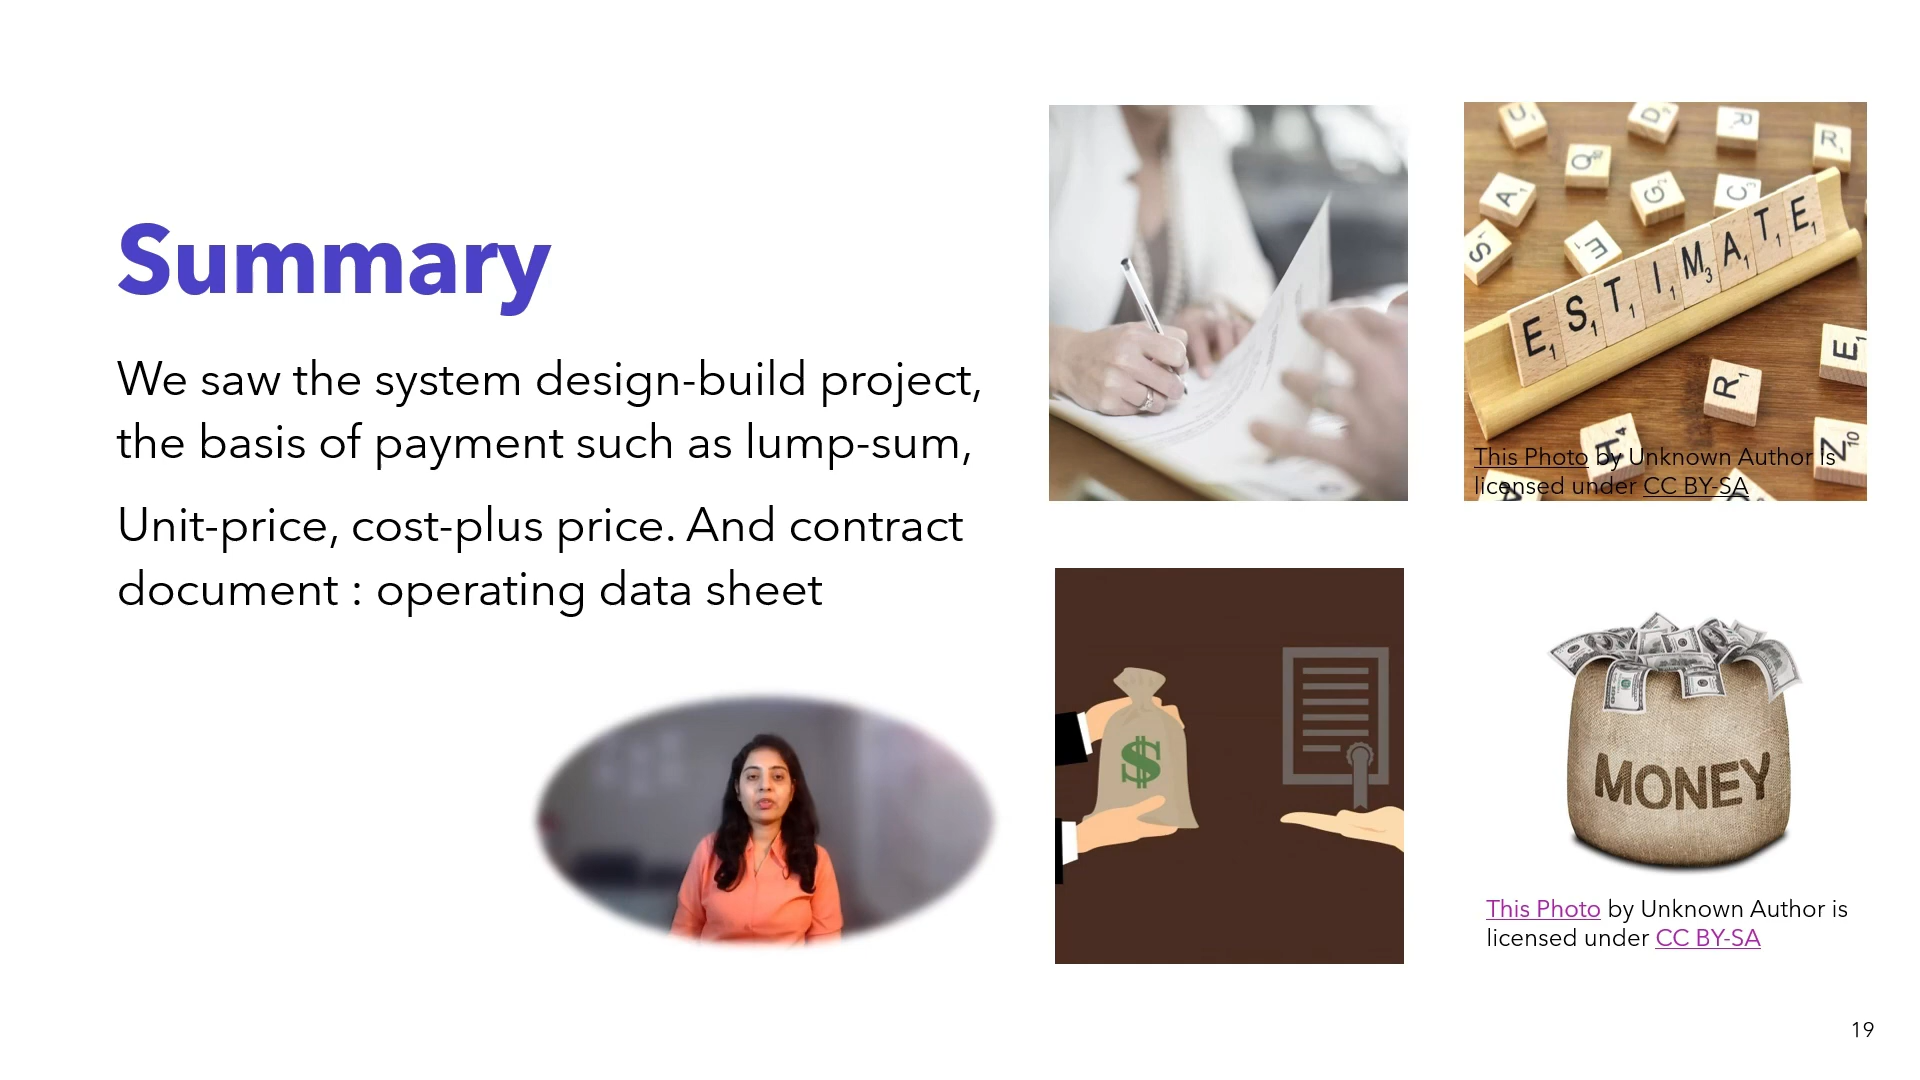 Summary
We saw the system design-build project,
the basis of payment such as lump-sum,
Unit-price, cost-plus price. And contract
document : operating data sheet
U
D
R
R
Q
A
G
C
S
E
ESTIMATE
E
R
H
Z
This Photo by Unknown Author is
licensed under CC BY-SA
$
MONEY
This Photo by Unknown Author is
licensed under CC BY-SA
19